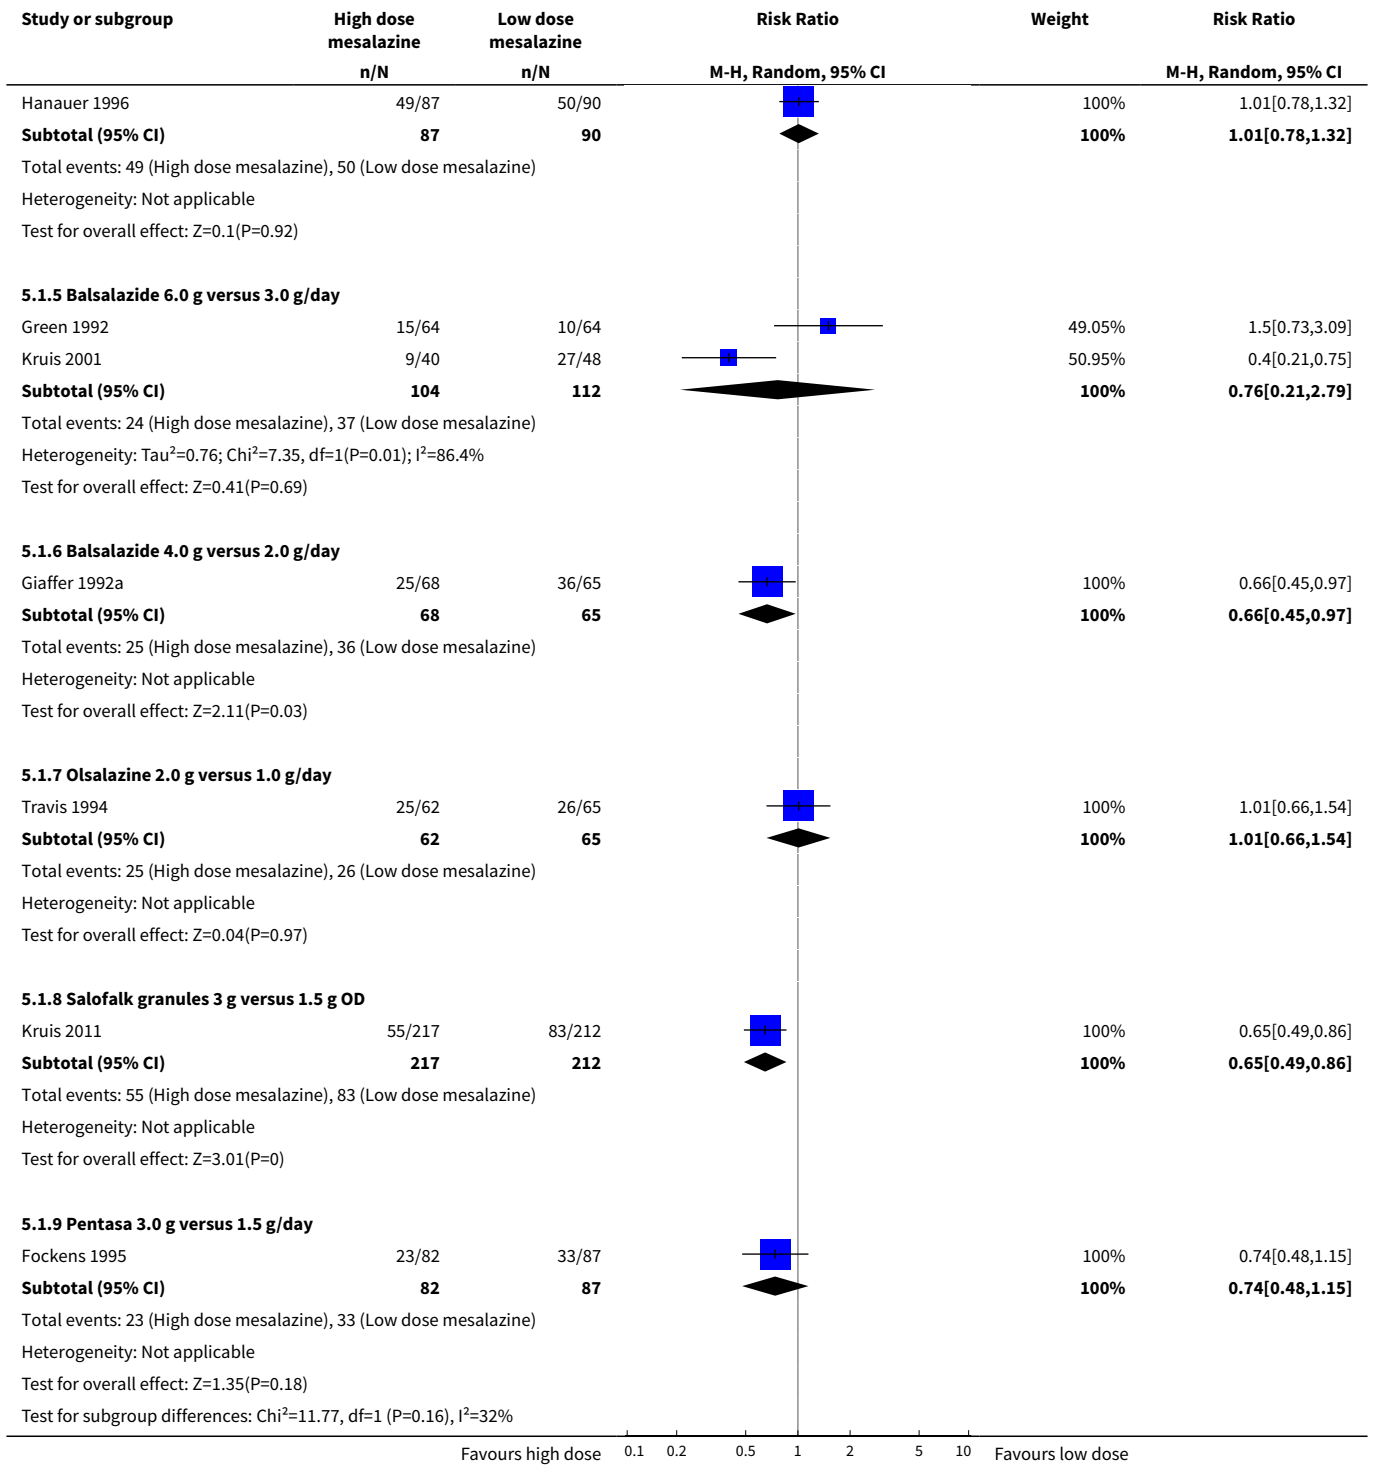 Study or subgroup High dose mesalazine Low dose mesalazine Risk Ratio Weight Risk Ratio
n/N n/N M-H, Random, 95% CI M-H, Random, 95% CI
Hanauer 1996 49/87 50/90 100% 1.01[0.78,1.32]
Subtotal (95% CI) 87 90 100% 1.01[0.78,1.32]
Total events: 49 (High dose mesalazine), 50 (Low dose mesalazine)
Heterogeneity: Not applicable
Test for overall effect: Z=0.1(P=0.92)
5.1.5 Balsalazide 6.0 g versus 3.0 g/day
Green 1992 15/64 10/64 49.05% 1.5[0.73,3.09]
Kruis 2001 9/40 27/48 50.95% 0.4[0.21,0.75]
Subtotal (95% CI) 104 112 100% 0.76[0.21,2.79]
Total events: 24 (High dose mesalazine), 37 (Low dose mesalazine)
Heterogeneity: Tau²=0.76; Chi²=7.35, df=1(P=0.01); I²=86.4%
Test for overall effect: Z=0.41(P=0.69)
5.1.6 Balsalazide 4.0 g versus 2.0 g/day
Giaffer 1992a 25/68 36/65 100% 0.66[0.45,0.97]
Subtotal (95% CI) 68 65 100% 0.66[0.45,0.97]
Total events: 25 (High dose mesalazine), 36 (Low dose mesalazine)
Heterogeneity: Not applicable
Test for overall effect: Z=2.11(P=0.03)
5.1.7 Olsalazine 2.0 g versus 1.0 g/day
Travis 1994 25/62 26/65 100% 1.01[0.66,1.54]
Subtotal (95% CI) 62 65 100% 1.01[0.66,1.54]
Total events: 25 (High dose mesalazine), 26 (Low dose mesalazine)
Heterogeneity: Not applicable
Test for overall effect: Z=0.04(P=0.97)
5.1.8 Salofalk granules 3 g versus 1.5 g OD
Kruis 2011 55/217 83/212 100% 0.65[0.49,0.86]
Subtotal (95% CI) 217 212 100% 0.65[0.49,0.86]
Total events: 55 (High dose mesalazine), 83 (Low dose mesalazine)
Heterogeneity: Not applicable
Test for overall effect: Z=3.01(P=0)
5.1.9 Pentasa 3.0 g versus 1.5 g/day
Fockens 1995 23/82 33/87 100% 0.74[0.48,1.15]
Subtotal (95% CI) 82 87 100% 0.74[0.48,1.15]
Total events: 23 (High dose mesalazine), 33 (Low dose mesalazine)
Heterogeneity: Not applicable
Test for overall effect: Z=1.35(P=0.18)
Test for subgroup differences: Chi²=11.77, df=1 (P=0.16), I²=32%
Favours high dose 0.1 0.2 0.5 1 2 5 10 Favours low dose